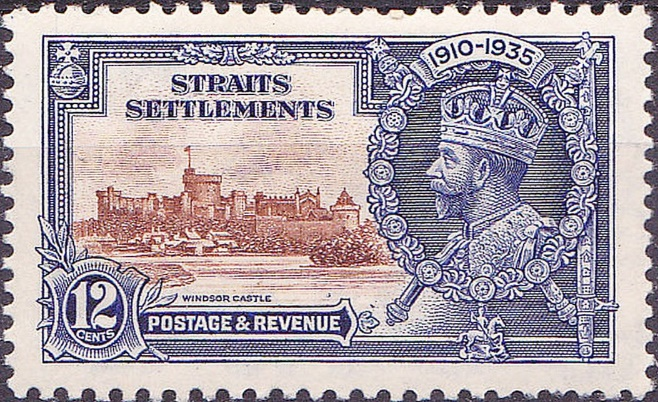 1910-1935
STRAITS
SETTLEMENTS
WINDSOR CASTLE
12
CENTS
POSTAGE & REVENUE